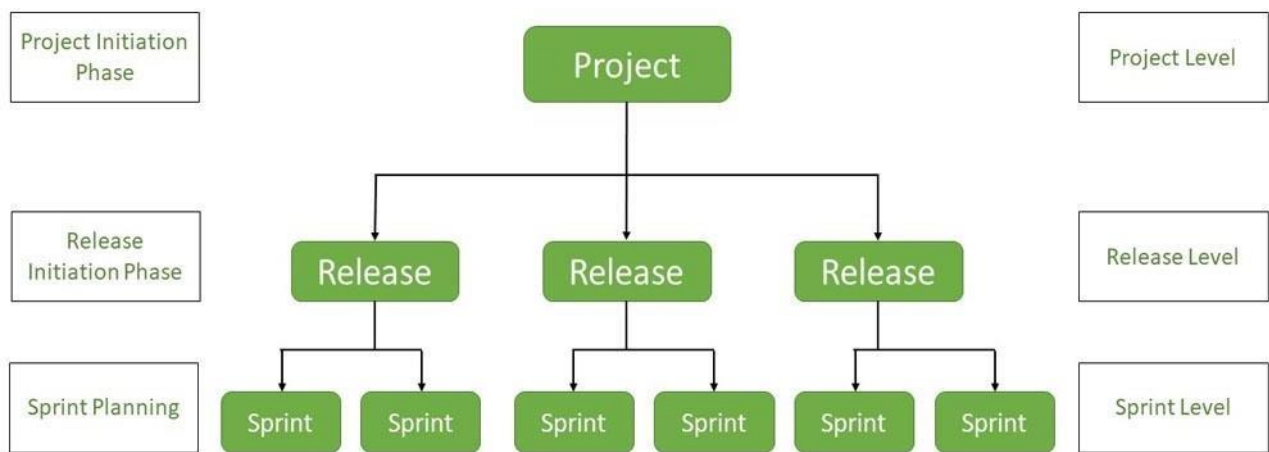 Project Initiation
Phase
Project
Project Level
Release
Initiation Phase
Release
Release
Release
Release Level
Sprint Planning
Sprint
Sprint
Sprint
Sprint
Sprint
Sprint
Sprint Level